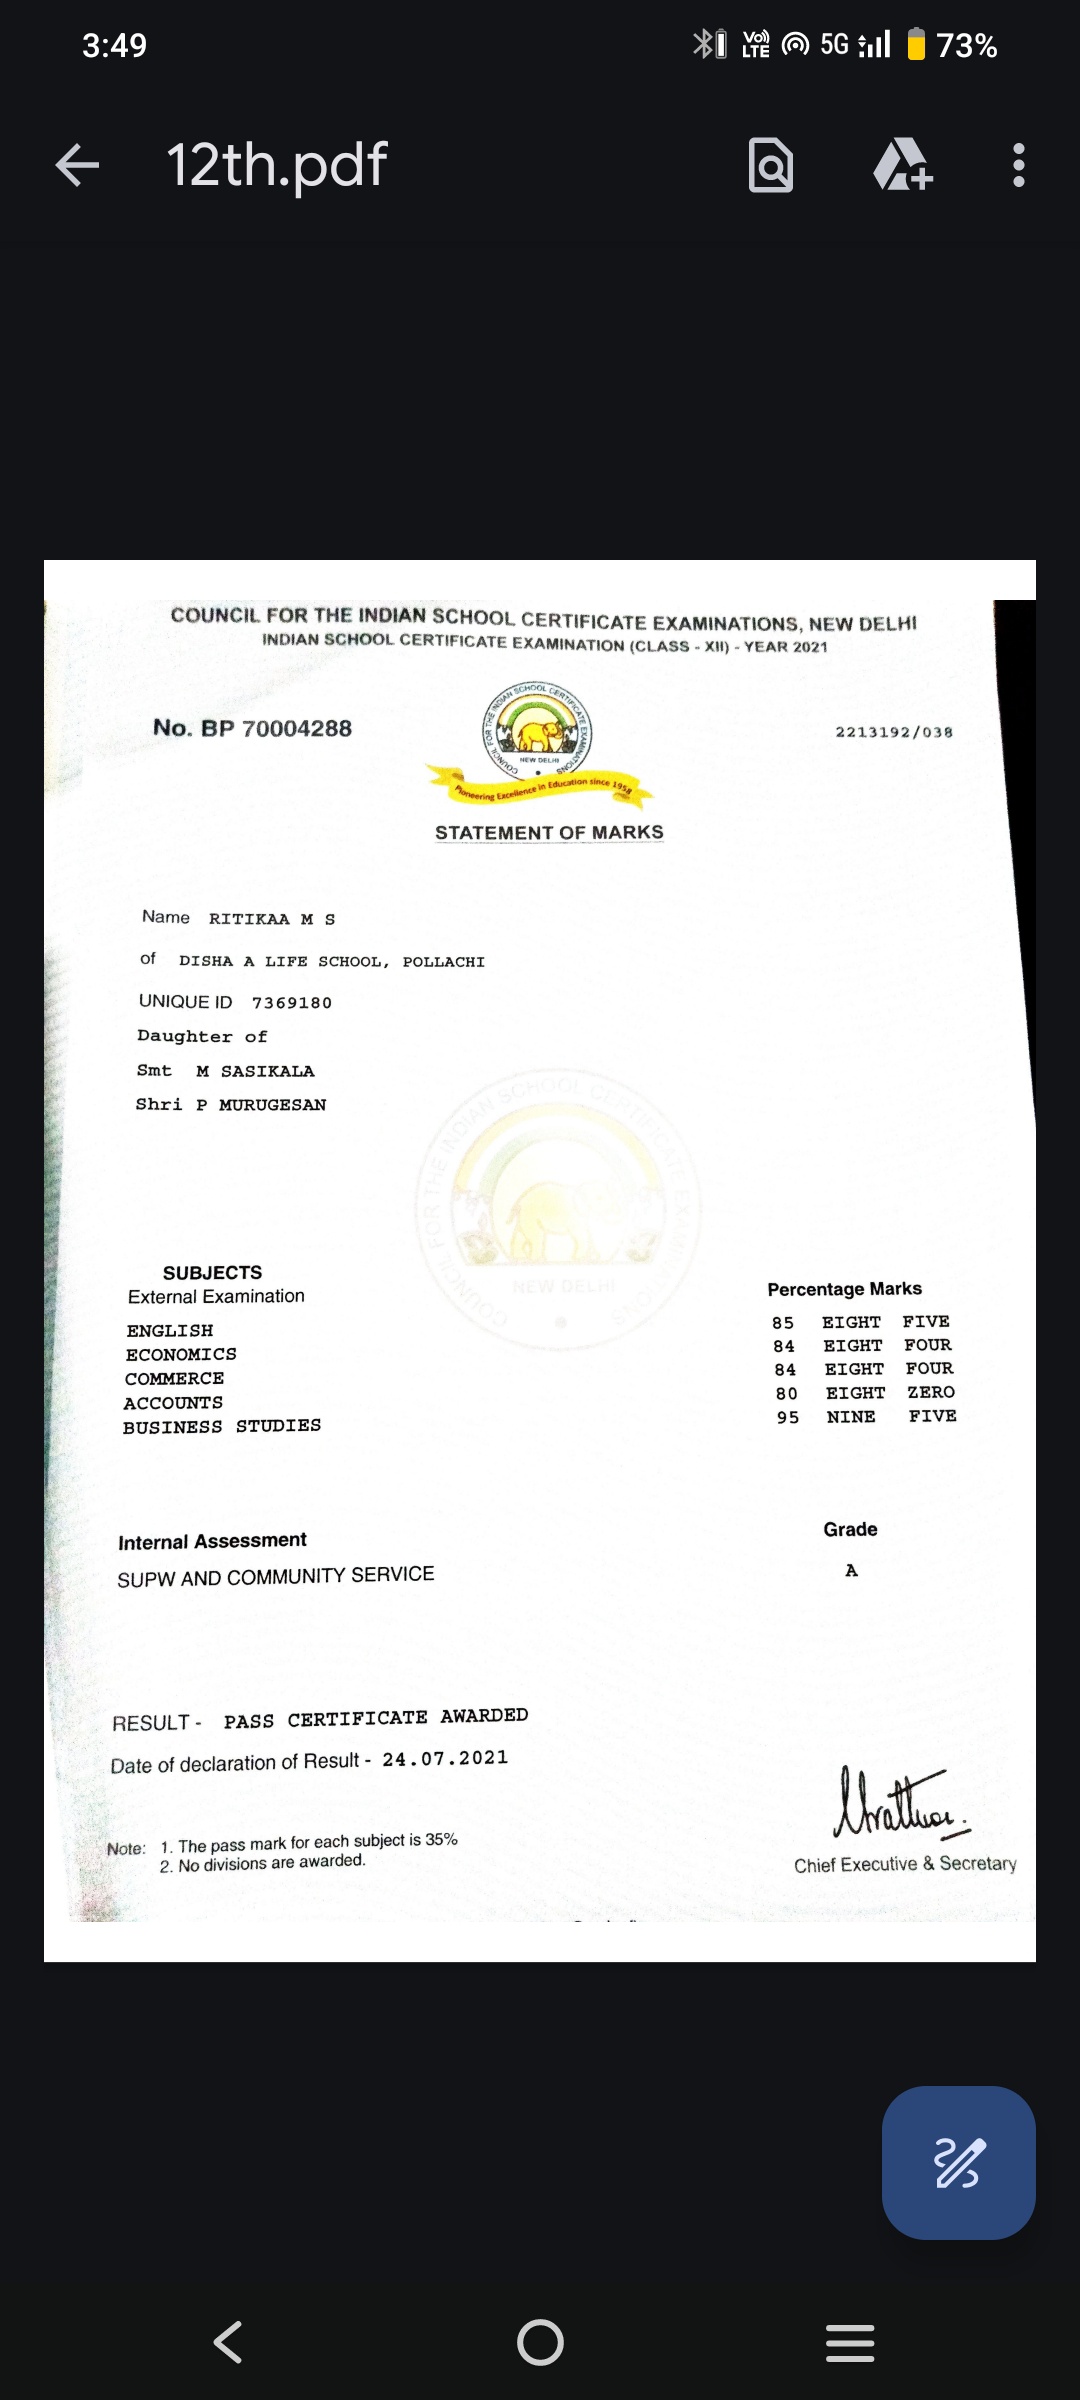 3:49 Vo) LTE 5G 73%
12th.pdf
COUNCIL FOR THE INDIAN SCHOOL CERTIFICATE EXAMINATIONS, NEW DELHI
INDIAN SCHOOL CERTIFICATE EXAMINATION (CLASS - XII) - YEAR 2021
No. BP 70004288
2213192/038
COUNCIL FOR THE INDIAN SCHOOL CERTIFICATE EXAMINATIONS
NEW DELHI
Pioneering Excellence in Education since 1958
STATEMENT OF MARKS
Name RITIKAA M S
of DISHA A LIFE SCHOOL, POLLACHI
UNIQUE ID 7369180
Daughter of
Smt M SASIKALA
Shri P MURUGESAN
COUNCIL FOR THE INDIAN SCHOOL CERTIFICATE EXAMINATIONS
NEW DELHI
SUBJECTS
External Examination Percentage Marks
ENGLISH 85 EIGHT FIVE
ECONOMICS 84 EIGHT FOUR
COMMERCE 84 EIGHT FOUR
ACCOUNTS 80 EIGHT ZERO
BUSINESS STUDIES 95 NINE FIVE
Internal Assessment Grade
SUPW AND COMMUNITY SERVICE A
RESULT - PASS CERTIFICATE AWARDED
Date of declaration of Result - 24.07.2021
Note: 1. The pass mark for each subject is 35%
2. No divisions are awarded.
Chief Executive & Secretary